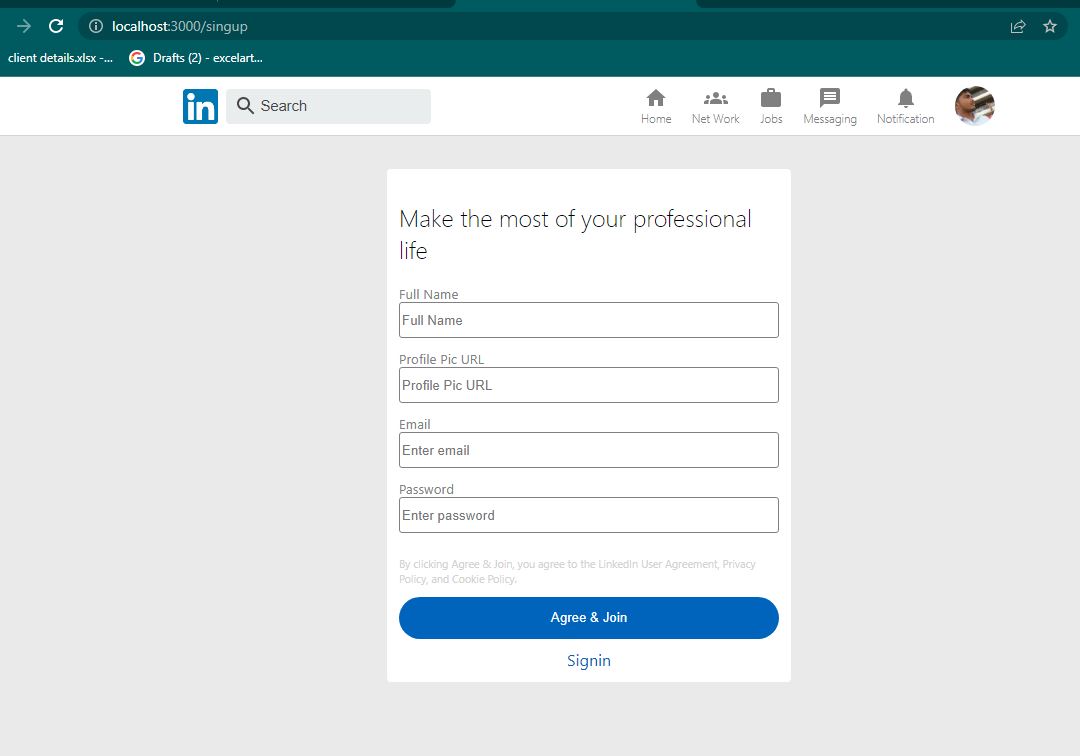 localhost:3000/singup
client details.xlsx -... Drafts (2) - excelart...
in Search Home Net Work Jobs Messaging Notification
Make the most of your professional
life
Full Name
Full Name
Profile Pic URL
Profile Pic URL
Email
Enter email
Password
Enter password
By clicking Agree & Join, you agree to the LinkedIn User Agreement, Privacy
Policy, and Cookie Policy.
Agree & Join
Signin